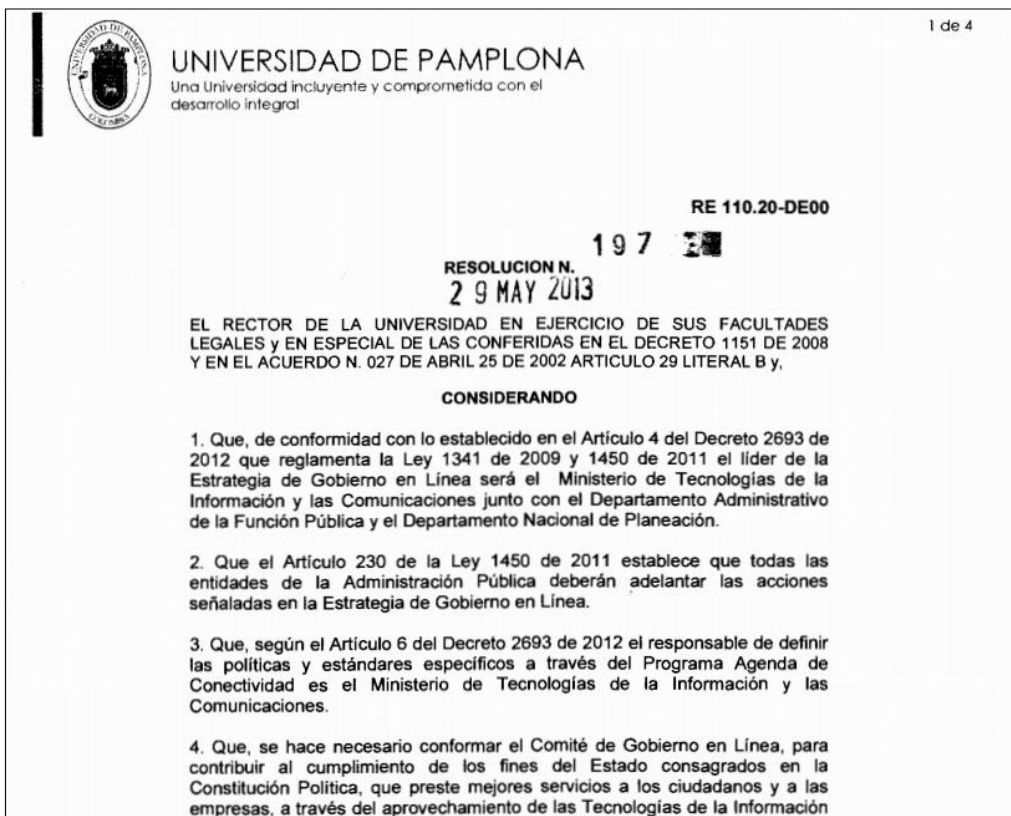 1 de 4
UNIVERSIDAD DE PAMPLONA
COLOMBIA
UNIVERSIDAD DE PAMPLONA
Una Universidad incluyente y comprometida con el
desarrollo integral
RE 110.20-DE00
197
RESOLUCION N.
29 MAY 2013
EL RECTOR DE LA UNIVERSIDAD EN EJERCICIO DE SUS FACULTADES
LEGALES y EN ESPECIAL DE LAS CONFERIDAS EN EL DECRETO 1151 DE 2008
Y EN EL ACUERDO N. 027 DE ABRIL 25 DE 2002 ARTICULO 29 LITERAL B y,
CONSIDERANDO
1. Que, de conformidad con lo establecido en el Artículo 4 del Decreto 2693 de
2012 que reglamenta la Ley 1341 de 2009 y 1450 de 2011 el líder de la
Estrategia de Gobierno en Línea será el Ministerio de Tecnologías de la
Información y las Comunicaciones junto con el Departamento Administrativo
de la Función Pública y el Departamento Nacional de Planeación.
2. Que el Artículo 230 de la Ley 1450 de 2011 establece que todas las
entidades de la Administración Pública deberán adelantar las acciones
señaladas en la Estrategia de Gobierno en Línea.
3. Que, según el Artículo 6 del Decreto 2693 de 2012 el responsable de definir
las políticas y estándares específicos a través del Programa Agenda de
Conectividad es el Ministerio de Tecnologías de la Información y las
Comunicaciones.
4. Que, se hace necesario conformar el Comité de Gobierno en Línea, para
contribuir al cumplimiento de los fines del Estado consagrados en la
Constitución Política, que preste mejores servicios a los ciudadanos y a las
empresas, a través del aprovechamiento de las Tecnologías de la Información